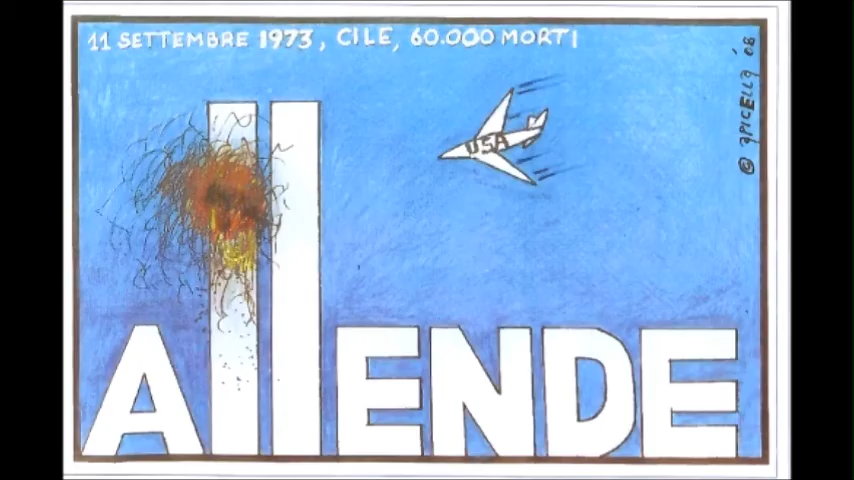 11 SETTEMBRE 1973, CILE, 60.000 MORTI
© APICELLA '08
USA
AllENDE